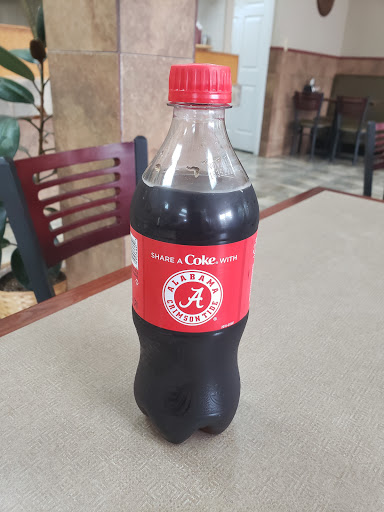 SHARE A Coke WITH
ALABAMA
A
CRIMSON TIDE